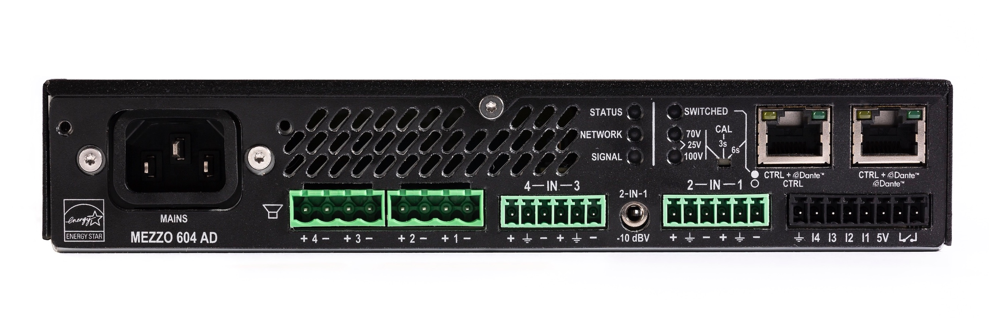 STATUS
SWITCHED
NETWORK
70V
CAL
25V
3s
6s
SIGNAL
100V
CTRL + Dante™
CTRL
CTRL + Dante™
Dante™
4 — IN — 3
2-IN-1
2 — IN — 1
energy
ENERGY STAR
MAINS
MEZZO 604 AD
+ 4 −
+ 3 −
+ 2 −
+ 1 −
+ ⏚ − + ⏚ −
-10 dBV
+ ⏚ − + ⏚ −
⏚ I4 I3 I2 I1 5V